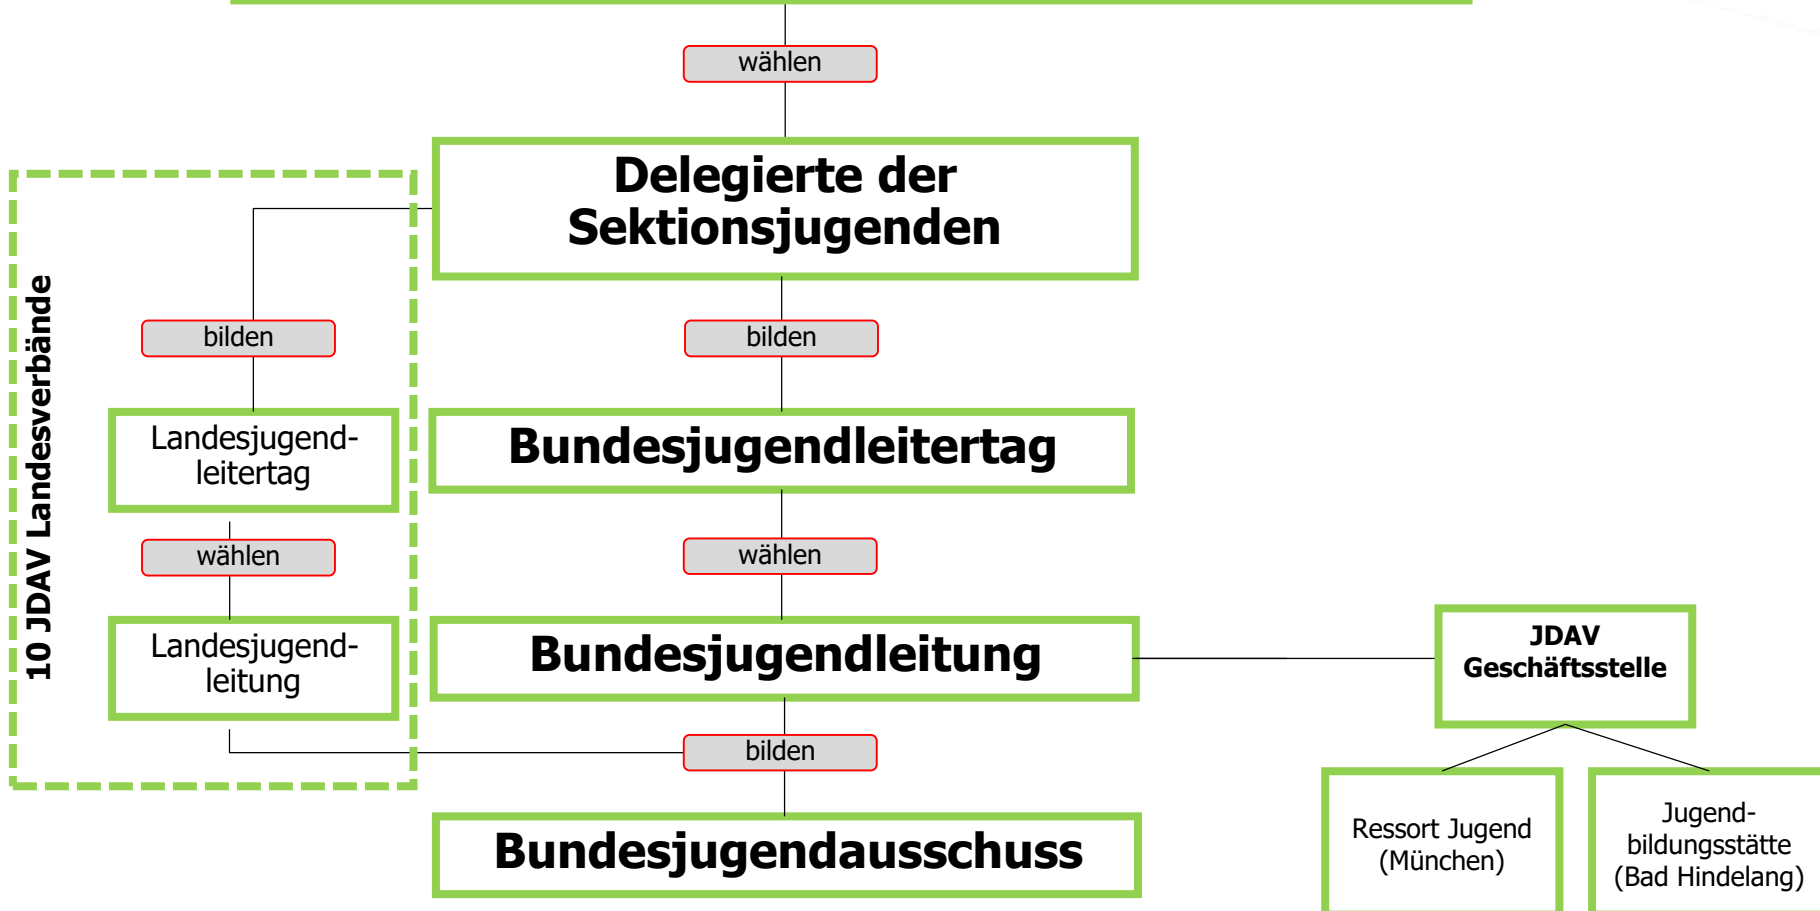 wählen
Delegierte der
Sektionsjugenden
10 JDAV Landesverbände
bilden
bilden
Landesjugend-
leitertag
Bundesjugendleitertag
wählen
wählen
Landesjugend-
leitung
Bundesjugendleitung
JDAV
Geschäftsstelle
bilden
Bundesjugendausschuss
Ressort Jugend
(München)
Jugend-
bildungsstätte
(Bad Hindelang)